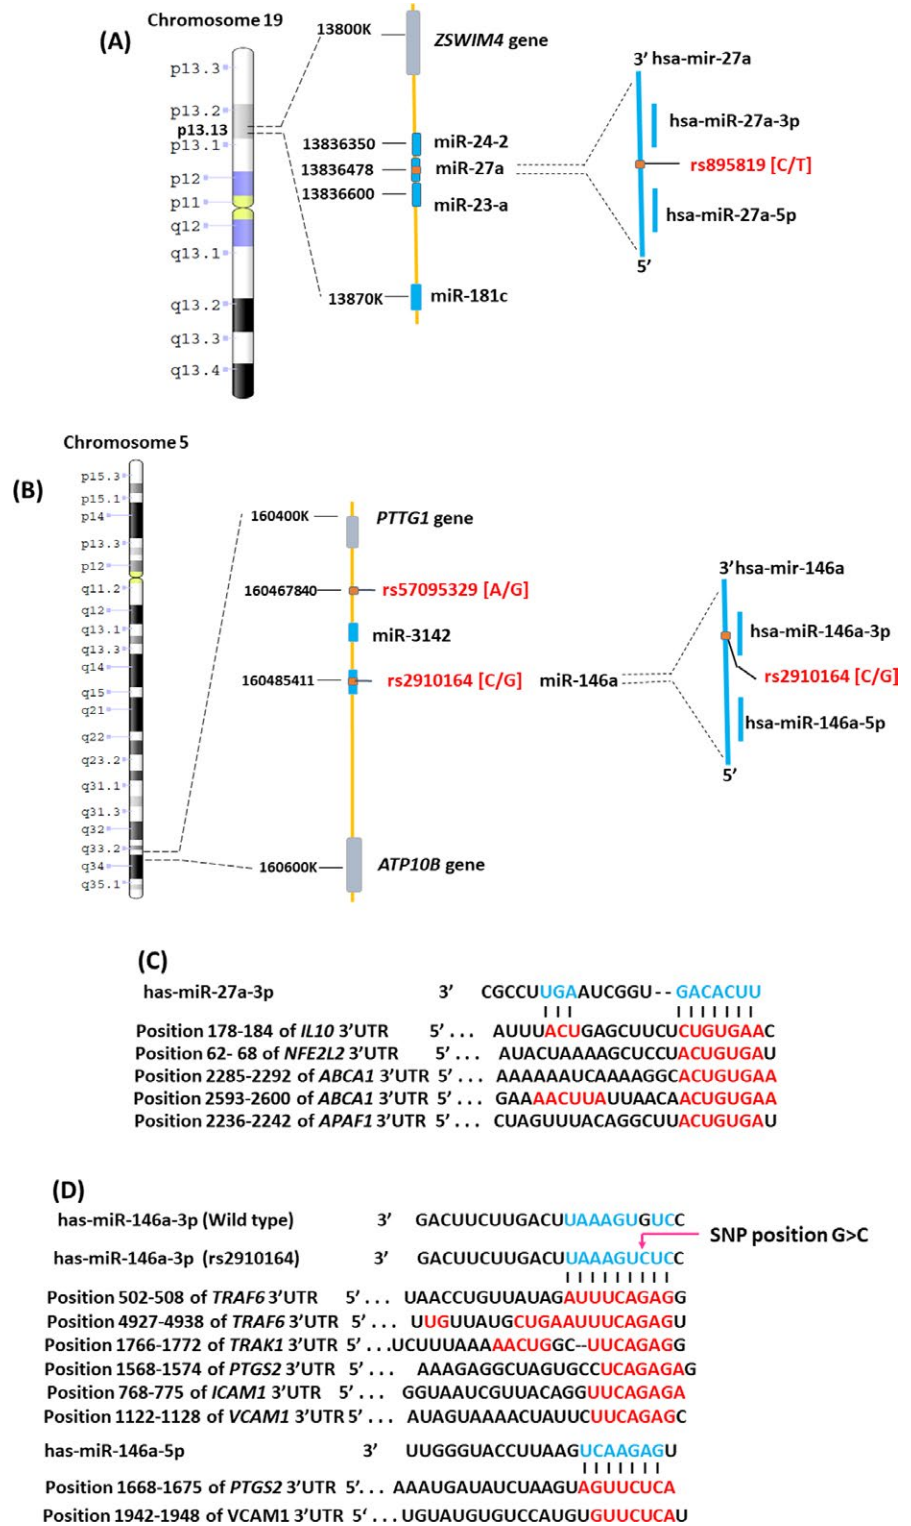 (A)
Chromosome 19
p13.3
p13.2
p13.13
p13.1
p12
p11
q12
q13.1
q13.2
q13.3
q13.4
13800K
ZSWIM4 gene
13836350
miR-24-2
13836478
miR-27a
13836600
miR-23-a
13870K
miR-181c
3’ hsa-mir-27a
hsa-miR-27a-3p
rs895819 [C/T]
hsa-miR-27a-5p
5’
(B)
Chromosome 5
p15.3
p15.1
p14
p13.3
p12
q11.2
q12
q13.1
q13.3
q14
q15
q21
q22
q23.2
q31.1
q31.3
q32
q33.2
q34
q35.1
160400K
PTTG1 gene
160467840
rs57095329 [A/G]
miR-3142
160485411
rs2910164 [C/G]
miR-146a
160600K
ATP10B gene
3’ hsa-mir-146a
hsa-miR-146a-3p
rs2910164 [C/G]
hsa-miR-146a-5p
5’
(C)
has-miR-27a-3p 3’ CGCCUUGAAUCGGU--GACACUU
Position 178-184 of IL10 3’UTR 5’... AUUUACUGAGCUUCUCUGUGAAC
Position 62- 68 of NFE2L2 3’UTR 5’... AUACUAAAAGCUCCUACUGUGAU
Position 2285-2292 of ABCA1 3’UTR 5’... AAAAAAUCAAAAGGCACUGUGAA
Position 2593-2600 of ABCA1 3’UTR 5’... GAAAACUUAUUAACAACUGUGAA
Position 2236-2242 of APAF1 3’UTR 5’... CUAGUUUACAGGCUUACUGUGAU
(D)
has-miR-146a-3p (Wild type) 3’ GACUUCUUGACUUAAAGUGUCC
SNP position G>C
has-miR-146a-3p (rs2910164) 3’ GACUUCUUGACUUAAAGUCUCC
Position 502-508 of TRAF6 3’UTR 5’... UAACCUGUUAUAGAUUUCAGAGG
Position 4927-4938 of TRAF6 3’UTR 5’... UUGUUAUGCUGAAUUUCAGAGU
Position 1766-1772 of TRAK1 3’UTR 5’...UCUUUAAAAACUGGC--UUCAGAGG
Position 1568-1574 of PTGS2 3’UTR 5’... AAAGAGGCUAGUGCCUCAGAGAG
Position 768-775 of ICAM1 3’UTR 5’... GGUAAUCGUUACAGGUUCAGAGA
Position 1122-1128 of VCAM1 3’UTR 5’... AUAGUAAAACUAUUCUUCAGAGC
has-miR-146a-5p 3’ UUGGGUACCUUAAGUCAAGAGU
Position 1668-1675 of PTGS2 3’UTR 5’... AAAUGAUAUCUAAGUAGUUCUCA
Position 1942-1948 of VCAM1 3’UTR 5‘... UGUAUGUGUCCAUGUGUUCUCAU